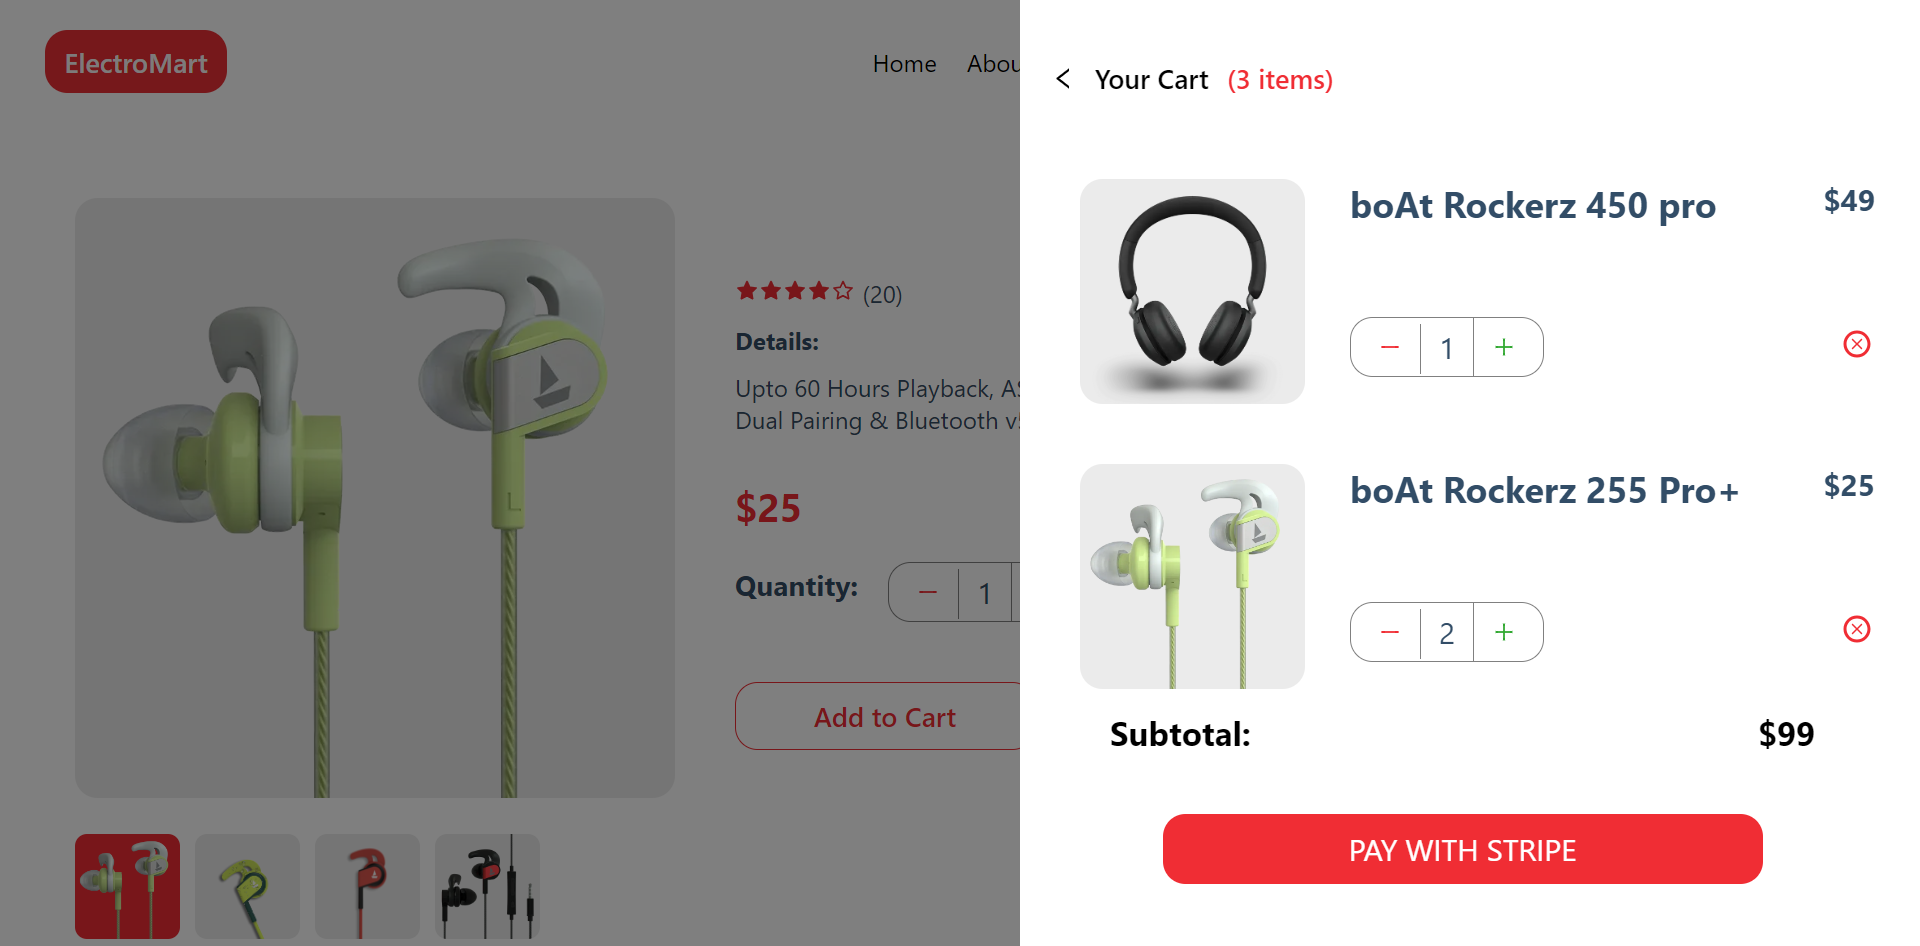 ElectroMart
Home
Abou
(20)
Details:
Upto 60 Hours Playback, AS
Dual Pairing & Bluetooth v
$25
Quantity:
1
Add to Cart
Your Cart (3 items)
boAt Rockerz 450 pro
$49
1
boAt Rockerz 255 Pro+
$25
2
Subtotal:
$99
PAY WITH STRIPE